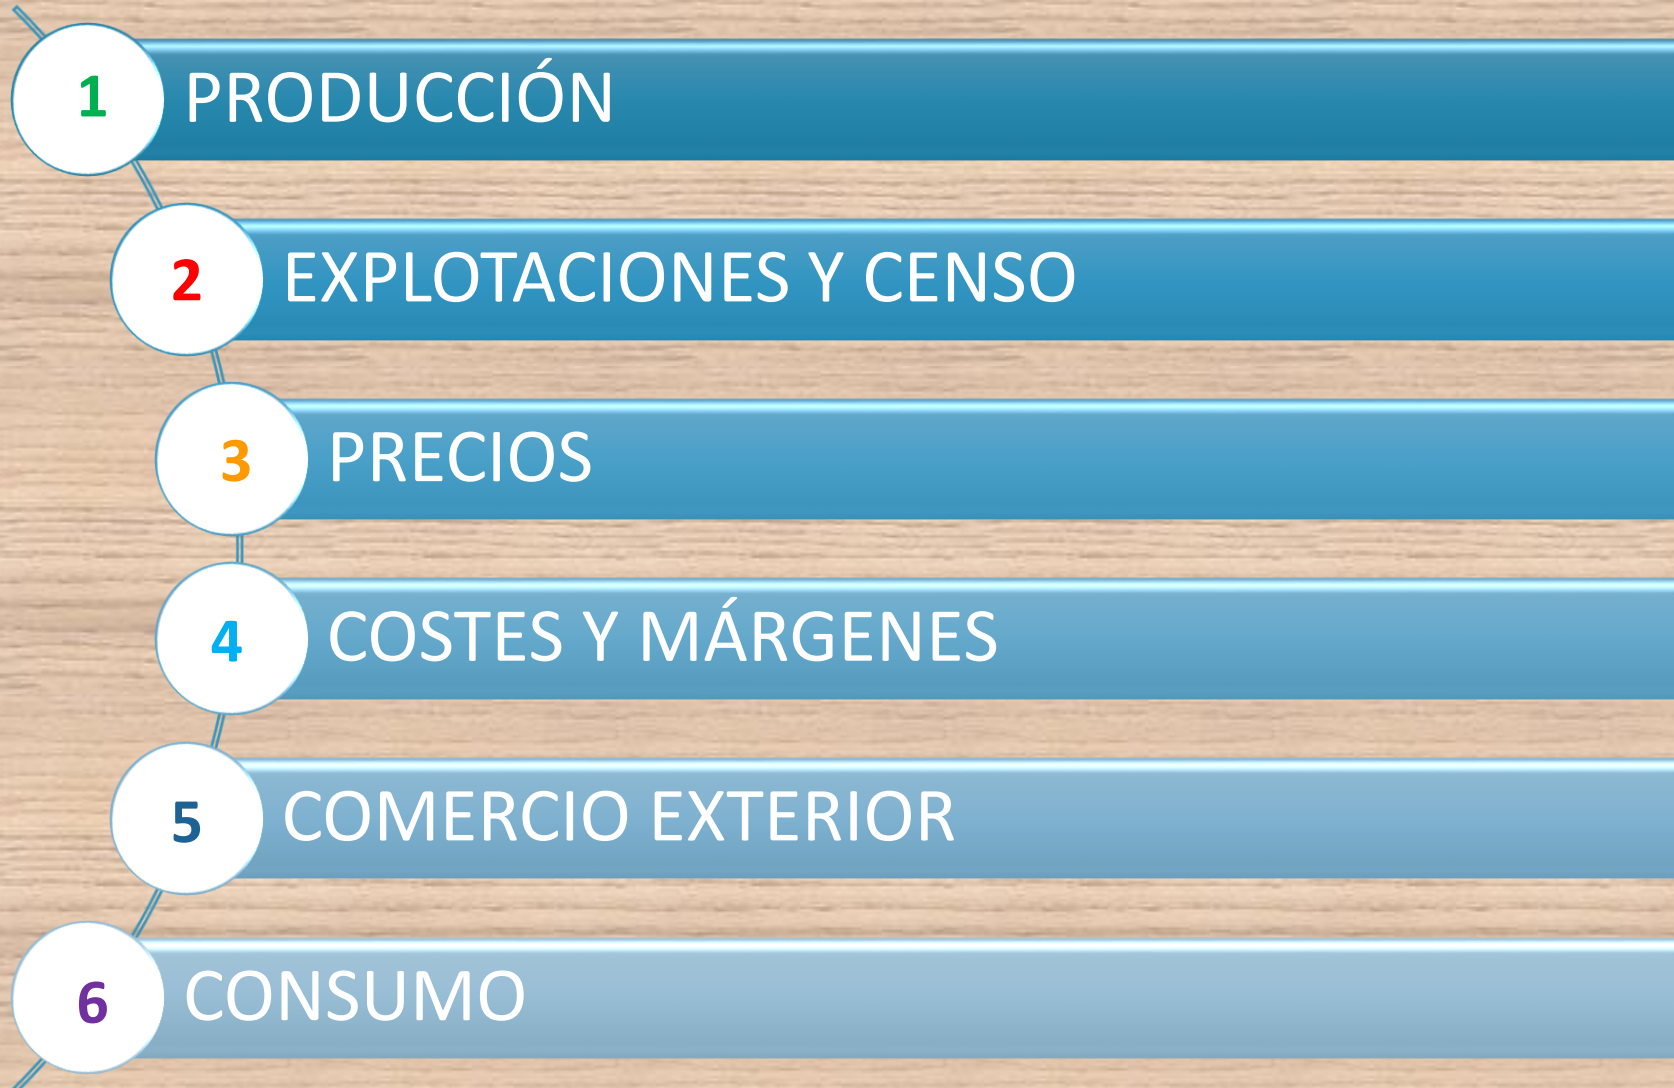 1 PRODUCCIÓN
2 EXPLOTACIONES Y CENSO
3 PRECIOS
4 COSTES Y MÁRGENES
5 COMERCIO EXTERIOR
6 CONSUMO